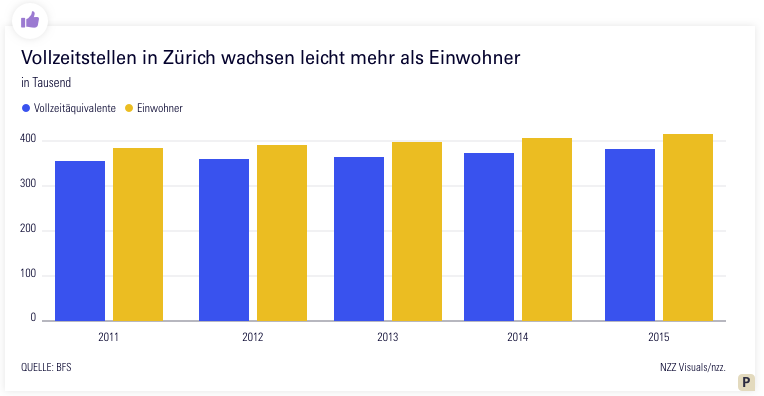 Vollzeitstellen in Zürich wachsen leicht mehr als Einwohner
in Tausend
Vollzeitäquivalente Einwohner
400
300
200
100
0
2011 2012 2013 2014 2015
QUELLE: BFS NZZ Visuals/nzz.
P